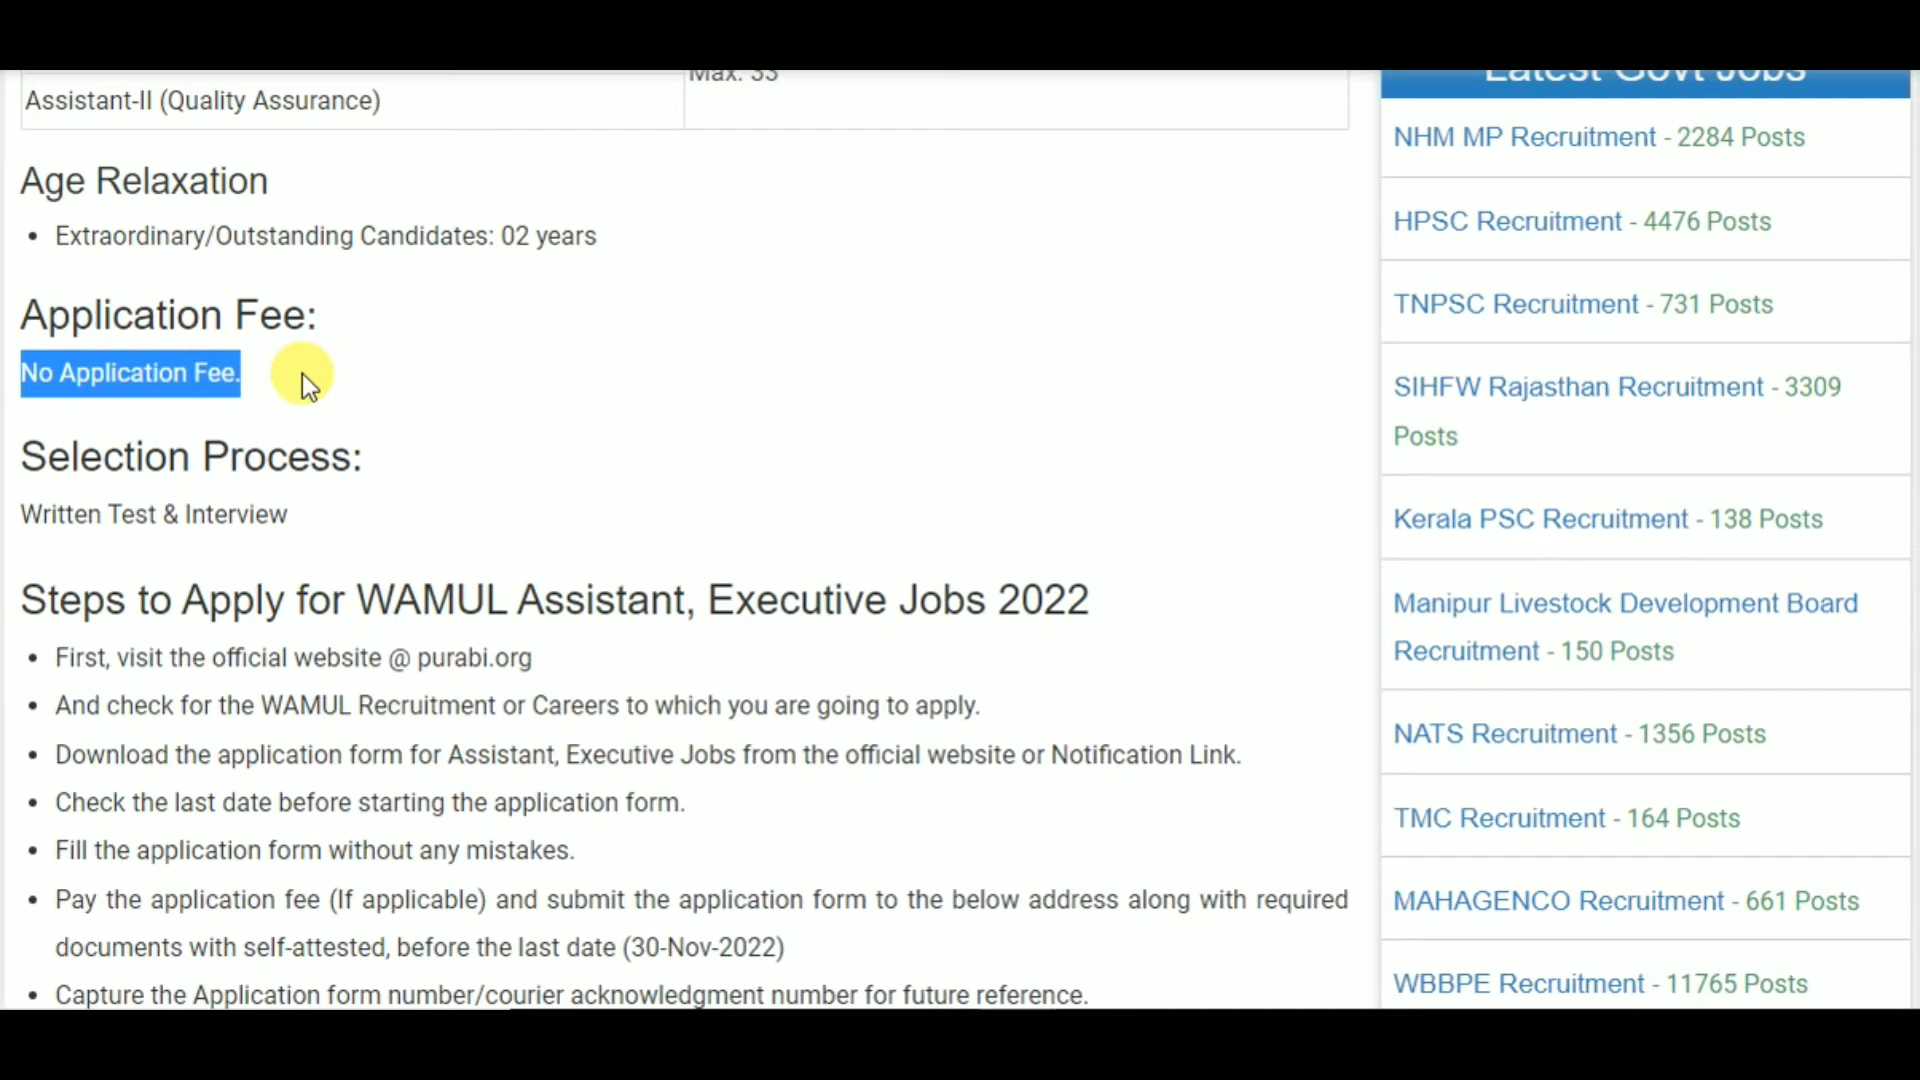 Max. 33
Assistant-II (Quality Assurance)
Age Relaxation
• Extraordinary/Outstanding Candidates: 02 years
Application Fee:
No Application Fee.
Selection Process:
Written Test & Interview
Steps to Apply for WAMUL Assistant, Executive Jobs 2022
• First, visit the official website @ purabi.org
• And check for the WAMUL Recruitment or Careers to which you are going to apply.
• Download the application form for Assistant, Executive Jobs from the official website or Notification Link.
• Check the last date before starting the application form.
• Fill the application form without any mistakes.
• Pay the application fee (If applicable) and submit the application form to the below address along with required
documents with self-attested, before the last date (30-Nov-2022)
• Capture the Application form number/courier acknowledgment number for future reference.
Latest Govt Jobs
NHM MP Recruitment - 2284 Posts
HPSC Recruitment - 4476 Posts
TNPSC Recruitment - 731 Posts
SIHFW Rajasthan Recruitment - 3309
Posts
Kerala PSC Recruitment - 138 Posts
Manipur Livestock Development Board
Recruitment - 150 Posts
NATS Recruitment - 1356 Posts
TMC Recruitment - 164 Posts
MAHAGENCO Recruitment - 661 Posts
WBBPE Recruitment - 11765 Posts